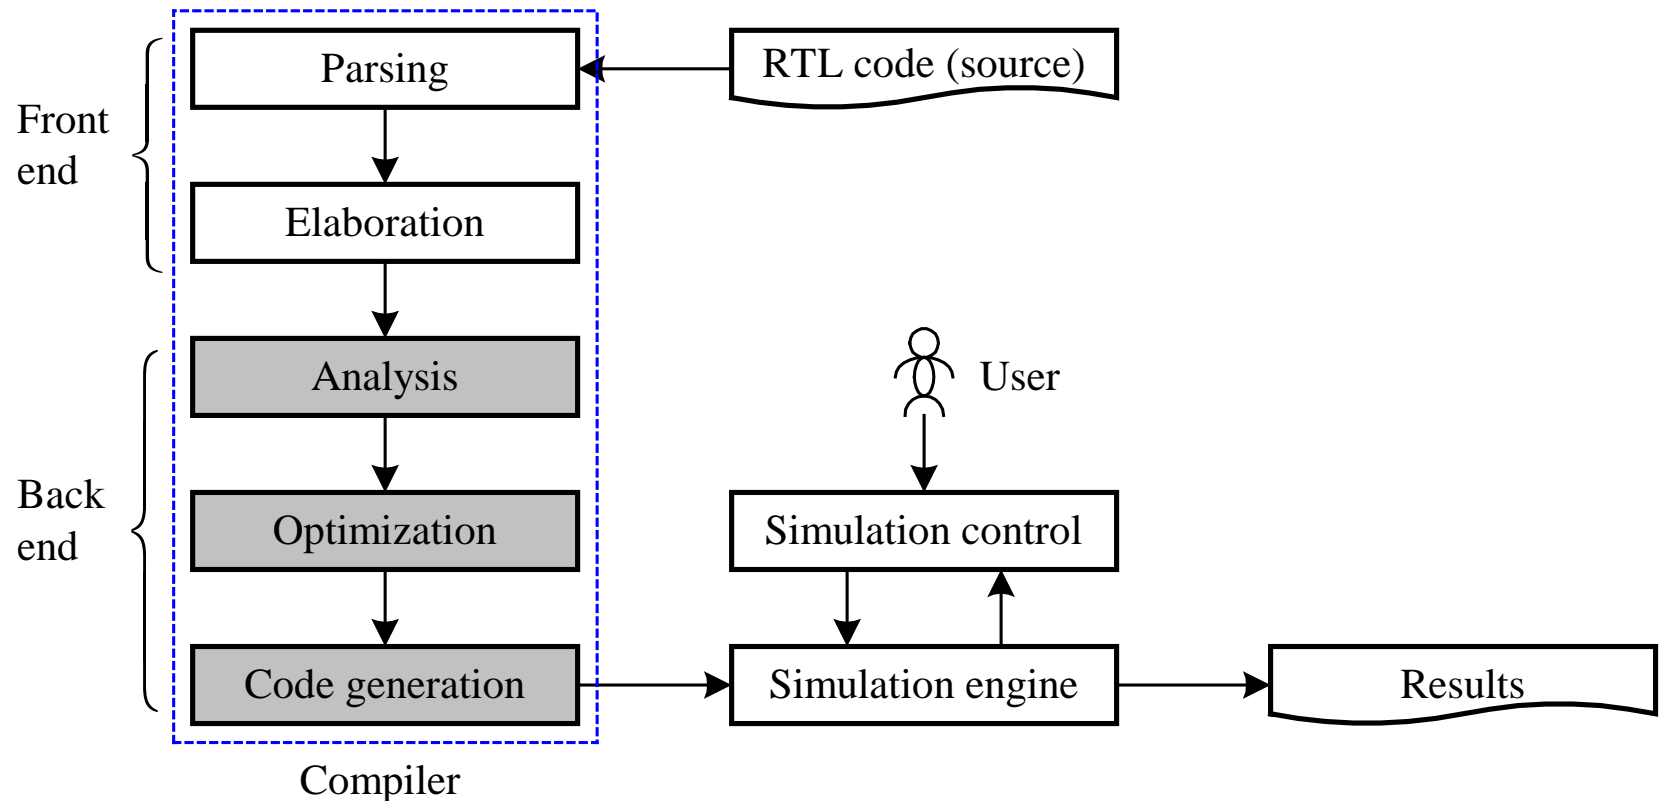 Parsing
RTL code (source)
Front
end
Elaboration
Analysis
User
Back
end
Optimization
Simulation control
Code generation
Simulation engine
Results
Compiler